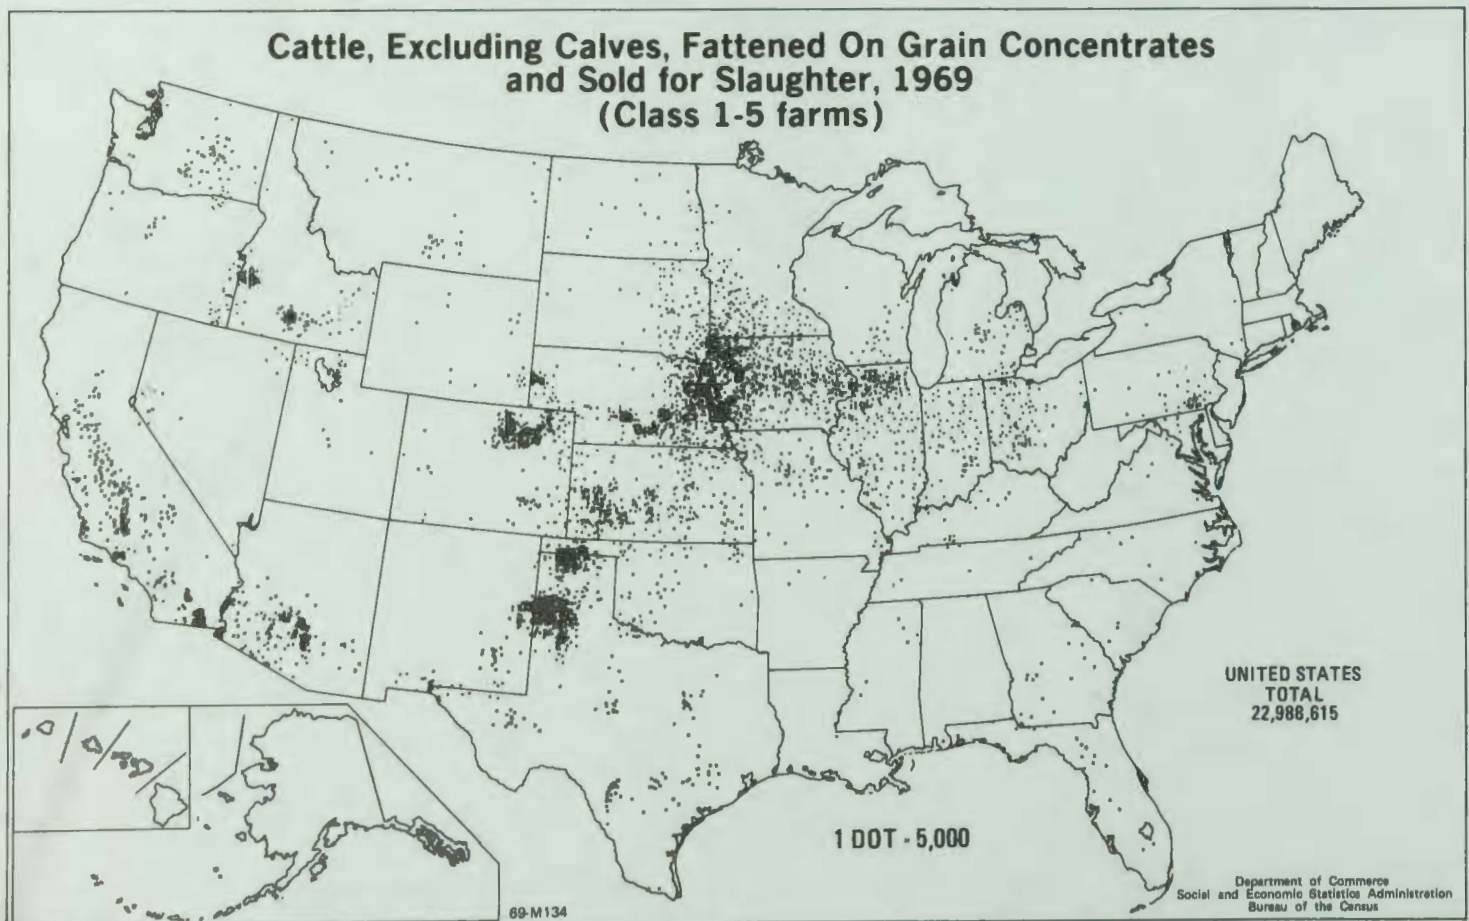 Cattle, Excluding Calves, Fattened On Grain Concentrates
and Sold for Slaughter, 1969
(Class 1-5 farms)
UNITED STATES
TOTAL
22,988,615
1 DOT - 5,000
Department of Commerce
Social and Economic Statistics Administration
Bureau of the Census
69-M134